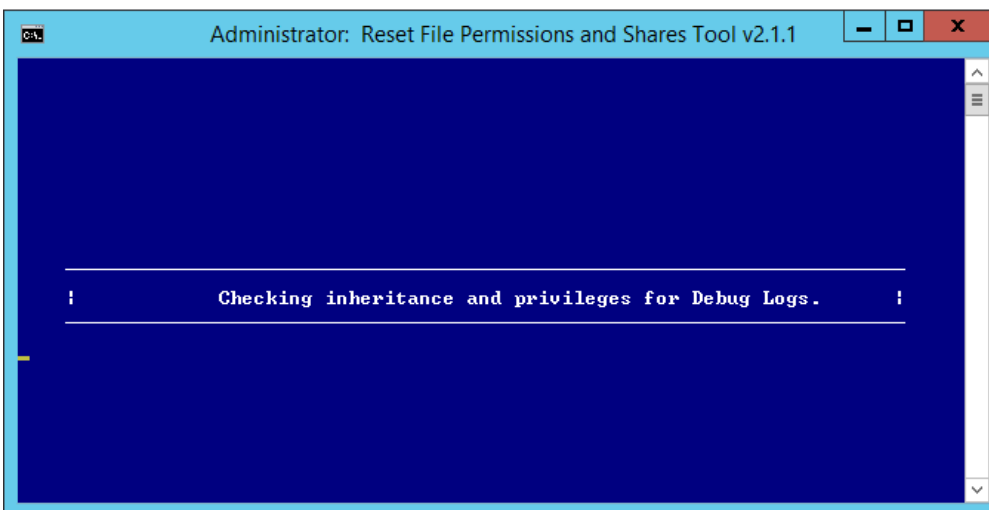 Administrator: Reset File Permissions and Shares Tool v2.1.1
Checking inheritance and privileges for Debug Logs.